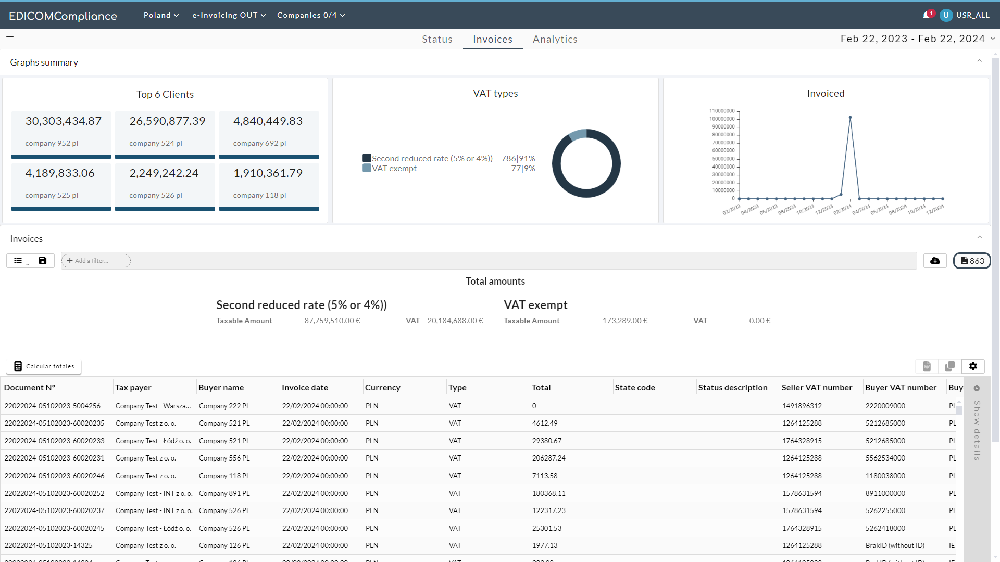 EDICOMCompliance
Poland
e-Invoicing OUT
Companies 0/4
1
U
USR_ALL
Status
Invoices
Analytics
Feb 22, 2023 - Feb 22, 2024
Graphs summary
Top 6 Clients
30,303,434.87
26,590,877.39
4,840,449.83
company 952 pl
company 524 pl
company 692 pl
4,189,833.06
2,249,242.24
1,910,361.79
company 525 pl
company 526 pl
company 118 pl
VAT types
Second reduced rate (5% or 4%)) 786|91%
VAT exempt 77|9%
Invoiced
110000000
100000000
90000000
80000000
70000000
60000000
50000000
40000000
30000000
20000000
10000000
0
02/2023 04/2023 06/2023 08/2023 10/2023 12/2023 02/2024 04/2024 06/2024 08/2024 10/2024 12/2024
Invoices
Add a filter...
863
Total amounts
Second reduced rate (5% or 4%))
Taxable Amount 87,759,510.00 € VAT 20,184,688.00 €
VAT exempt
Taxable Amount 173,289.00 € VAT 0.00 €
Calcular totales
PDF
Document Nº Tax payer Buyer name Invoice date Currency Type Total State code Status description Seller VAT number Buyer VAT number Buy
22022024-05102023-5004256 Company Test - Warsza... Company 222 PL 22/02/2024 00:00:00 PLN VAT 0 1491896312 2220009000 PL
22022024-05102023-60020235 Company Test z o. o. Company 521 PL 22/02/2024 00:00:00 PLN VAT 4612.49 1264125288 5212685000 PL
22022024-05102023-60020233 Company Test - Łódź o. o. Company 521 PL 22/02/2024 00:00:00 PLN VAT 29380.67 1764328915 5212685000 PL
22022024-05102023-60020231 Company Test z o. o. Company 556 PL 22/02/2024 00:00:00 PLN VAT 206287.24 1264125288 5562534000 PL
22022024-05102023-60020246 Company Test z o. o. Company 118 PL 22/02/2024 00:00:00 PLN VAT 7113.58 1264125288 1180038000 PL
22022024-05102023-60020252 Company Test - INT z o. o. Company 891 PL 22/02/2024 00:00:00 PLN VAT 180368.11 1578631594 8911000000 PL
22022024-05102023-60020237 Company Test - INT z o. o. Company 526 PL 22/02/2024 00:00:00 PLN VAT 122317.23 1578631594 5262255000 PL
22022024-05102023-60020245 Company Test - Łódź o. o. Company 526 PL 22/02/2024 00:00:00 PLN VAT 25301.53 1764328915 5262418000 PL
22022024-05102023-14325 Company Test z o. o. Company 126 PL 22/02/2024 00:00:00 PLN VAT 1977.13 1264125288 BrakID (without ID) IE
Show details